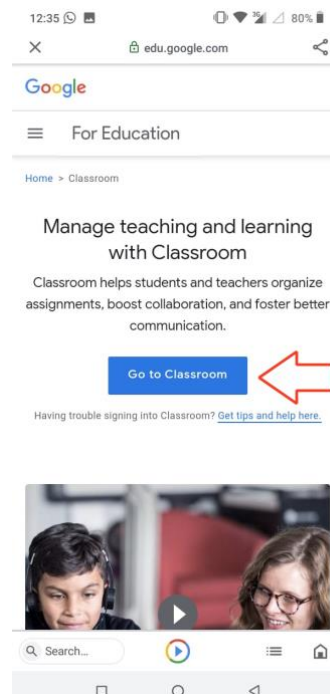 12:35
3G
80%
edu.google.com
Google
For Education
Home > Classroom
Manage teaching and learning
with Classroom
Classroom helps students and teachers organize
assignments, boost collaboration, and foster better
communication.
Go to Classroom
Having trouble signing into Classroom? Get tips and help here.
Search...